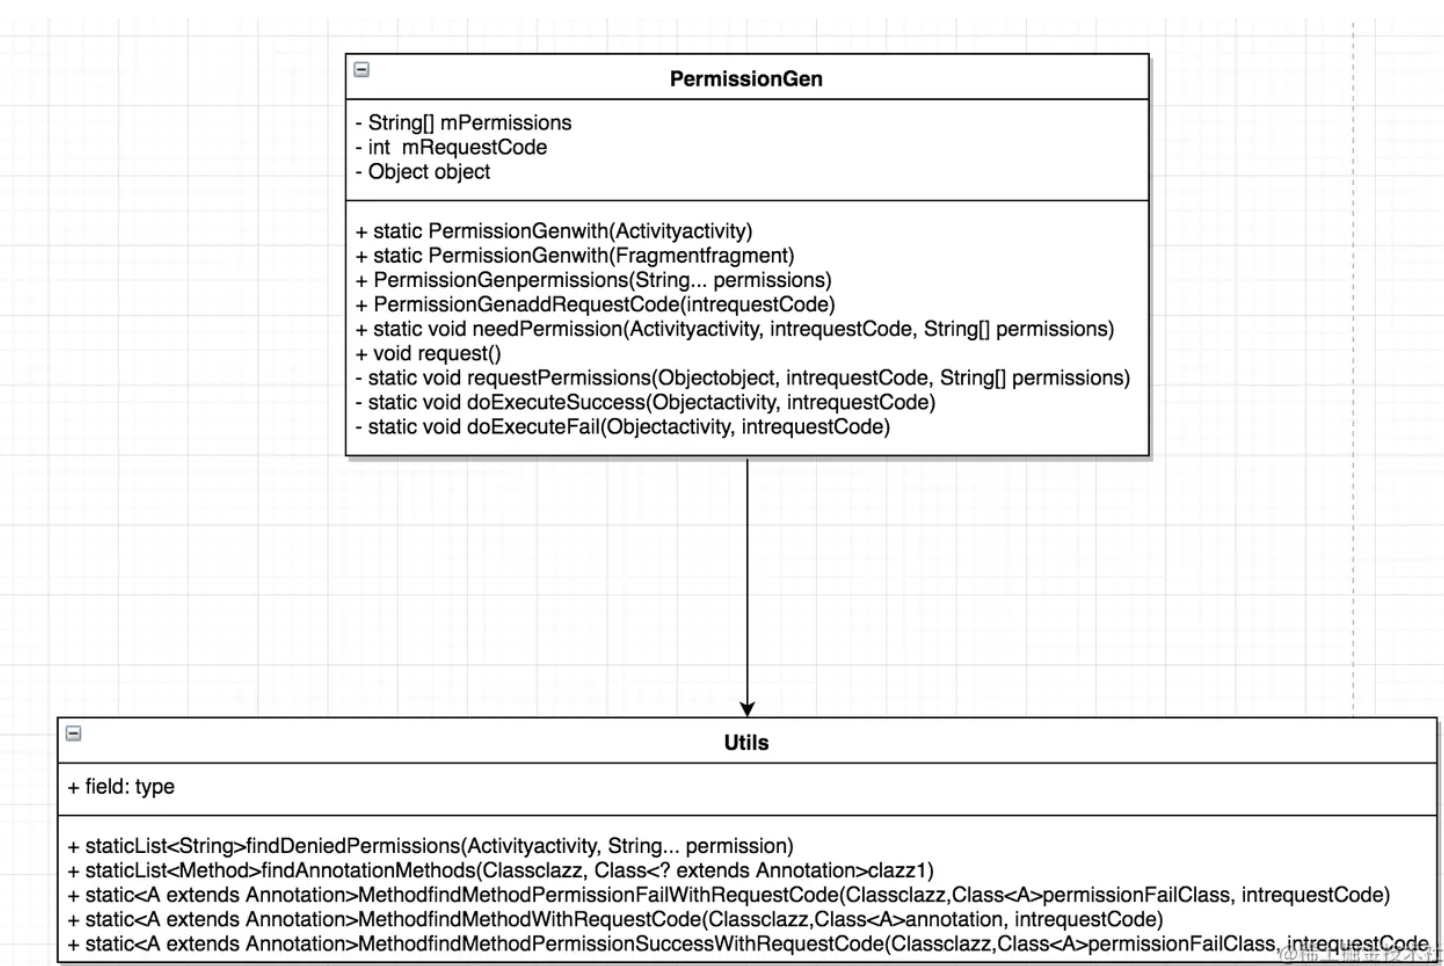 PermissionGen
- String[] mPermissions
- int  mRequestCode
- Object object
+ static PermissionGenwith(Activityactivity)
+ static PermissionGenwith(Fragmentfragment)
+ PermissionGenpermissions(String... permissions)
+ PermissionGenaddRequestCode(intrequestCode)
+ static void needPermission(Activityactivity, intrequestCode, String[] permissions)
+ void request()
- static void requestPermissions(Objectobject, intrequestCode, String[] permissions)
- static void doExecuteSuccess(Objectactivity, intrequestCode)
- static void doExecuteFail(Objectactivity, intrequestCode)
Utils
+ field: type
+ staticList<String>findDeniedPermissions(Activityactivity, String... permission)
+ staticList<Method>findAnnotationMethods(Classclazz, Class<? extends Annotation>clazz1)
+ static<A extends Annotation>MethodfindMethodPermissionFailWithRequestCode(Classclazz,Class<A>permissionFailClass, intrequestCode)
+ static<A extends Annotation>MethodfindMethodWithRequestCode(Classclazz,Class<A>annotation, intrequestCode)
+ static<A extends Annotation>MethodfindMethodPermissionSuccessWithRequestCode(Classclazz,Class<A>permissionFailClass, intrequestCode
@稀土掘金技术社